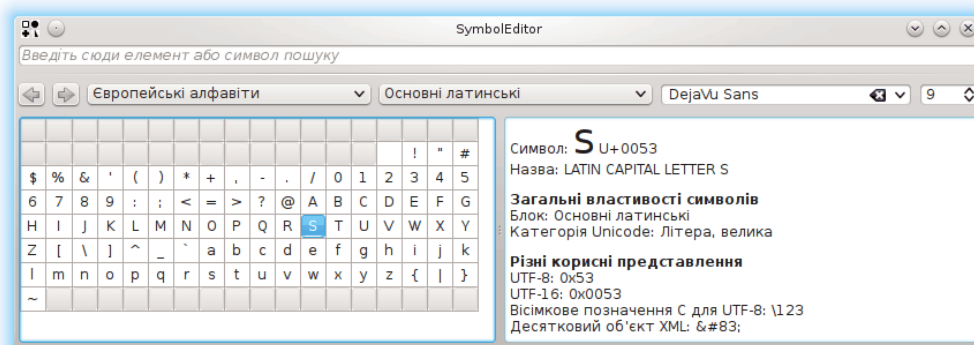 SymbolEditor
Введіть сюди елемент або символ пошуку
Європейські алфавіти Основні латинські DejaVu Sans 9
! " #
$ % & ' ( ) * + , - . / 0 1 2 3 4 5
6 7 8 9 : ; < = > ? @ A B C D E F G
H I J K L M N O P Q R S T U V W X Y
Z [ \ ] ^ _ ` a b c d e f g h i j k
l m n o p q r s t u v w x y z { | }
~
Символ: S U+0053
Назва: LATIN CAPITAL LETTER S
Загальні властивості символів
Блок: Основні латинські
Категорія Unicode: Літера, велика
Різні корисні представлення
UTF-8: 0x53
UTF-16: 0x0053
Вісімкове позначення C для UTF-8: \123
Десятковий об'єкт XML: &#83;